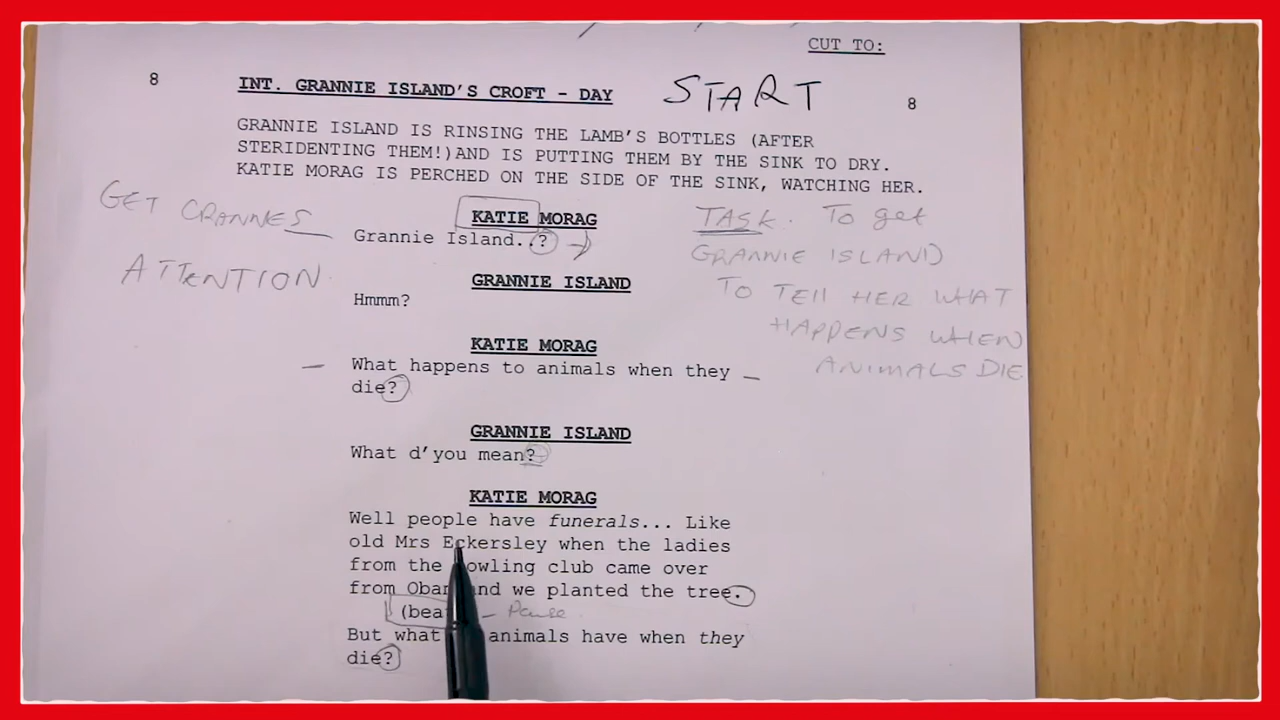 CUT TO:
8 INT. GRANNIE ISLAND'S CROFT - DAY START 8
GRANNIE ISLAND IS RINSING THE LAMB'S BOTTLES (AFTER
STERIDENTING THEM!)AND IS PUTTING THEM BY THE SINK TO DRY.
KATIE MORAG IS PERCHED ON THE SIDE OF THE SINK, WATCHING HER.
GET GRANNES
ATTENTION
KATIE MORAG
Grannie Island..?
TASK. To get
GRANNIE ISLAND
TO TEll HER WHAT
HAPPENS WHEN
ANIMALS DIE
GRANNIE ISLAND
Hmmm?
KATIE MORAG
What happens to animals when they
die?
GRANNIE ISLAND
What d'you mean?
KATIE MORAG
Well people have funerals... Like
old Mrs Eckersley when the ladies
from the bowling club came over
from Oban and we planted the tree.
(beat) - Pause
But what animals have when they
die?